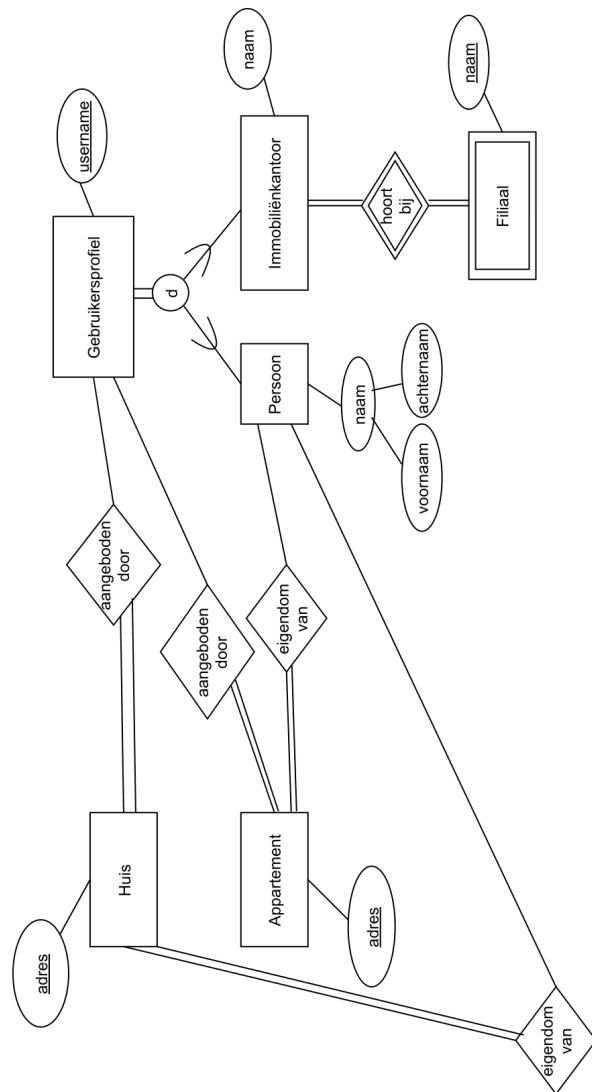 adres
Huis
aangeboden
door
Gebruikersprofiel
username
d
aangeboden
door
Appartement
adres
eigendom
van
Persoon
naam
voornaam
achternaam
Immobiliënkantoor
naam
hoort
bij
Filiaal
naam
eigendom
van